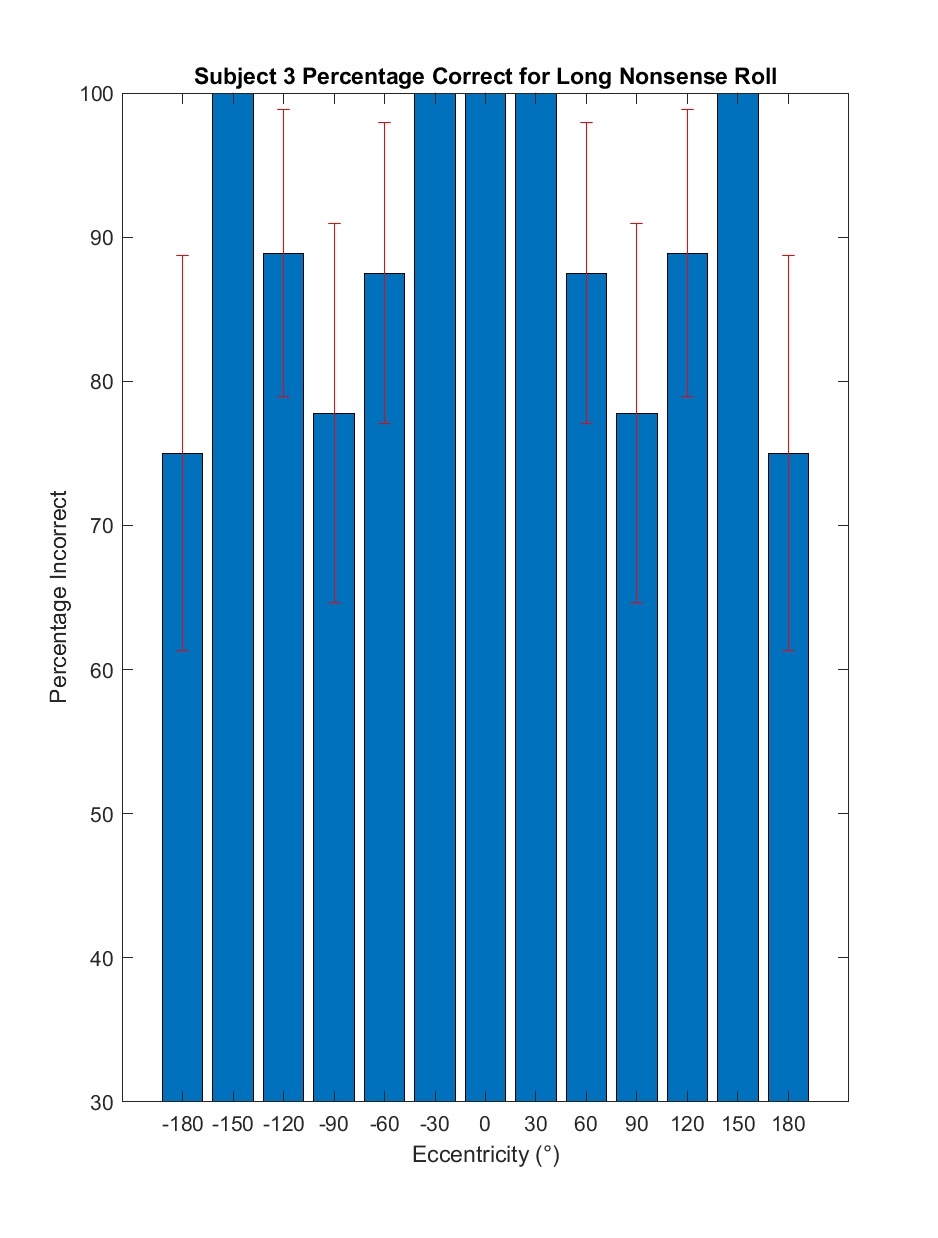 Subject 3 Percentage Correct for Long Nonsense Roll
100
90
80
70
60
50
40
30
Percentage Incorrect
-180 -150 -120 -90 -60 -30 0 30 60 90 120 150 180
Eccentricity (°)